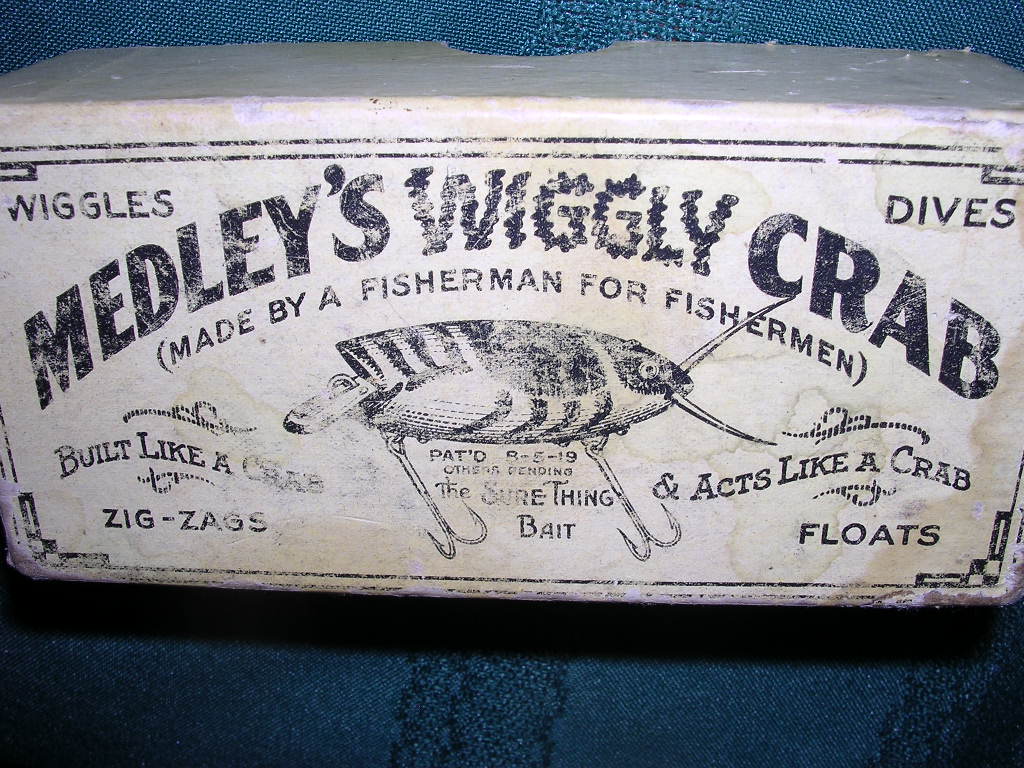 WIGGLES
DIVES
MEDLEY'S WIGGLY CRAB
(MADE BY A FISHERMAN FOR FISHERMEN)
BUILT LIKE A CRAB
PAT'D 8-5-19
OTHERS PENDING
THE SURE THING
BAIT
& ACTS LIKE A CRAB
ZIG-ZAGS
FLOATS